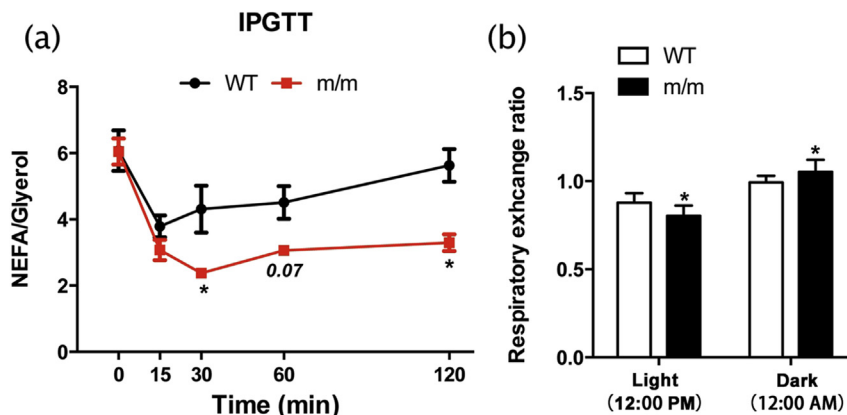 (a)
IPGTT
WT
m/m
NEFA/Glyerol
8
6
4
2
0
*
0.07
*
0
15
30
60
120
Time (min)
(b)
WT
m/m
Respiratory exhcange ratio
1.5
1.0
0.5
0.0
*
*
Light
(12:00 PM)
Dark
(12:00 AM)